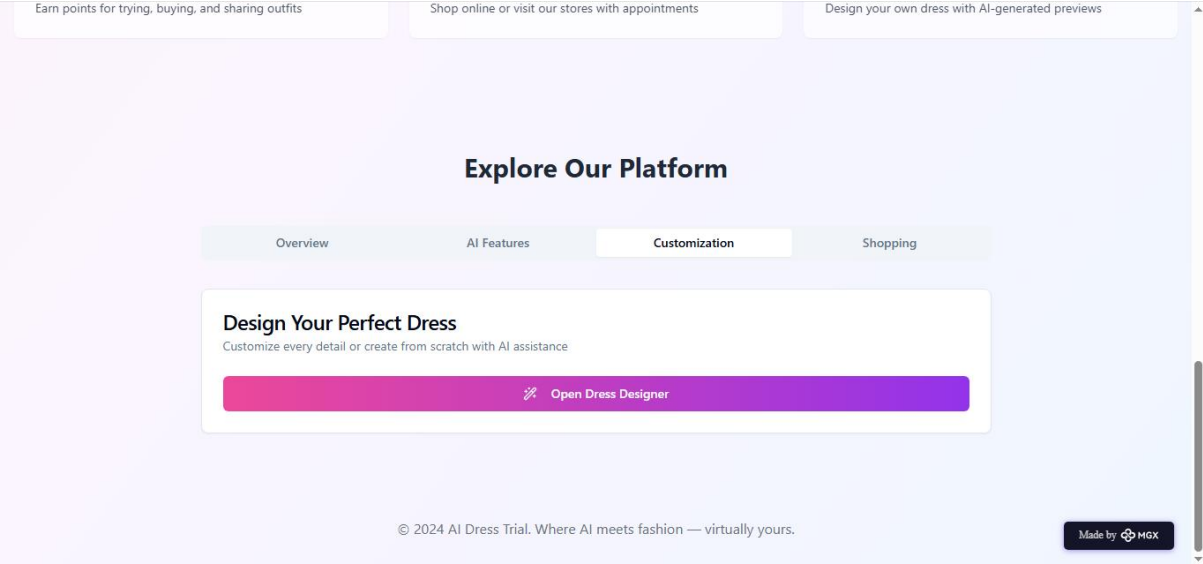 Earn points for trying, buying, and sharing outfits
Shop online or visit our stores with appointments
Design your own dress with AI-generated previews
Explore Our Platform
Overview
AI Features
Customization
Shopping
Design Your Perfect Dress
Customize every detail or create from scratch with AI assistance
Open Dress Designer
© 2024 AI Dress Trial. Where AI meets fashion — virtually yours.
Made by MGX